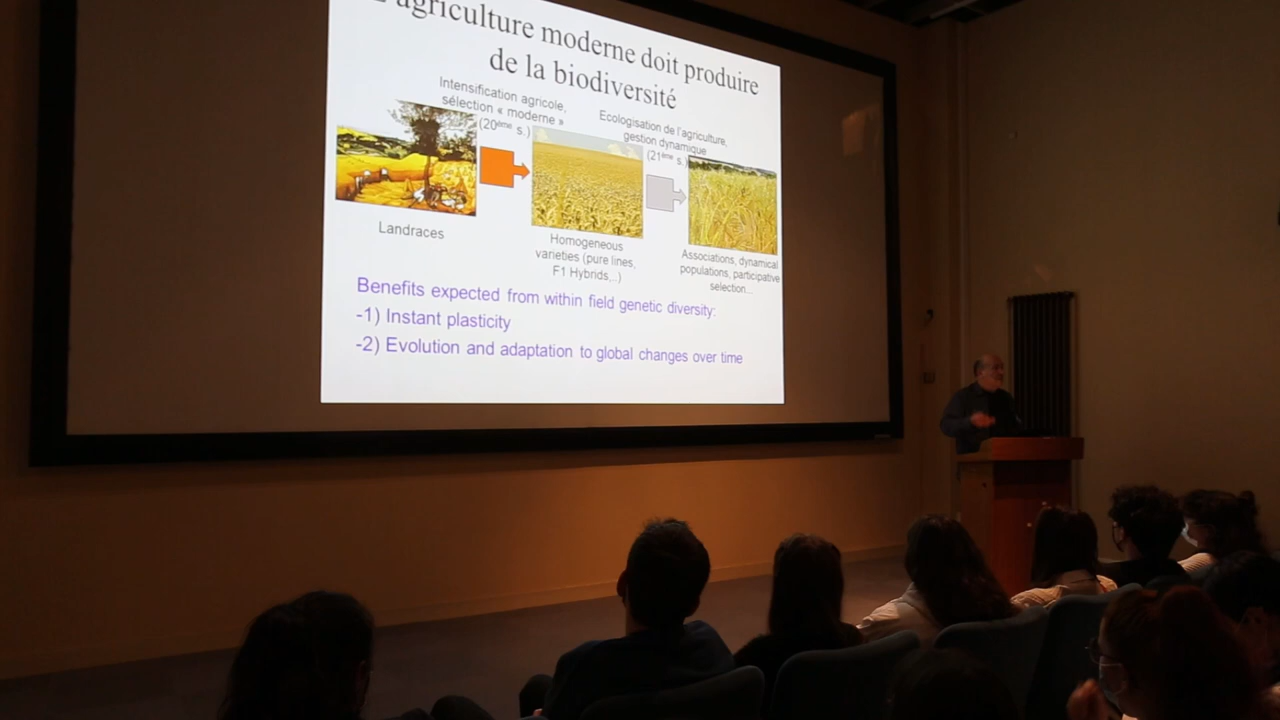 L'agriculture moderne doit produire
de la biodiversité
Intensification agricole,
sélection « moderne »
(20ème s.)
Ecologisation de l'agriculture,
gestion dynamique
(21ème s.)
Landraces
Homogeneous
varieties (pure lines,
F1 Hybrids,..)
Associations, dynamical
populations, participative
selection...
Benefits expected from within field genetic diversity:
-1) Instant plasticity
-2) Evolution and adaptation to global changes over time